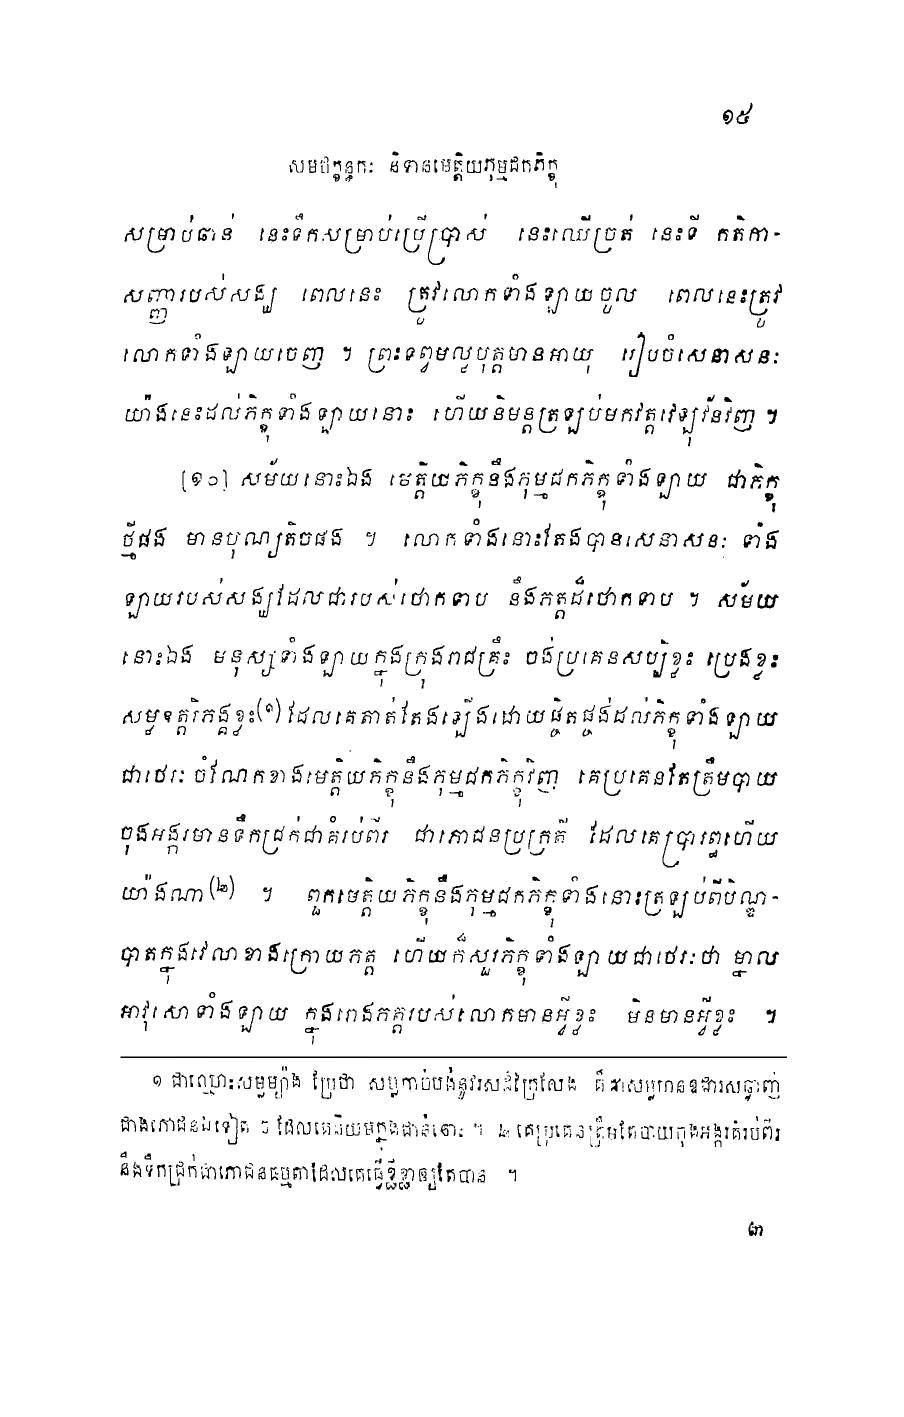 ១៥
សមថក្ខន្ធកៈ និទានមេត្តិយភុម្មជកភិក្ខុ
សម្រាប់ឆាន់ នេះទឹកសម្រាប់ប្រើប្រាស់ នេះឈើច្រត់ នេះទី កតិកា-
សញ្ញារបស់សង្ឃ ពេលនេះ ត្រូវលោកទាំងឡាយចូល ពេលនេះត្រូវ
លោកទាំងឡាយចេញ ។ ព្រះទព្វមល្លបុត្តមានអាយុ រៀបចំសេនាសនៈ
យ៉ាងនេះដល់ភិក្ខុទាំងឡាយនោះ ហើយនិមន្តត្រឡប់មកវត្តវេឡុវ័នវិញ ។
[១០] សម័យនោះឯង មេត្តិយភិក្ខុនឹងភុម្មជកភិក្ខុទាំងឡាយ ជាភិក្ខុ
ថ្មីផង មានបុណ្យតិចផង ។ លោកទាំងនោះតែងបានសេនាសនៈ ទាំង
ឡាយរបស់សង្ឃដែលជារបស់ថោកទាប នឹងភត្តដ៏ថោកទាប ។ សម័យ
នោះឯង មនុស្សទាំងឡាយក្នុងក្រុងរាជគ្រឹះ ចង់ប្រគេនសប្បិខ្លះ ប្រេងខ្លះ
សម្លឧត្តរិភង្គខ្លះ(១) ដែលគេតាក់តែងឡើងដោយផ្ចិតផ្ចង់ដល់ភិក្ខុទាំងឡាយ
ជាថេរៈ ចំណែកខាងមេត្តិយភិក្ខុនឹងភុម្មជកភិក្ខុវិញ គេប្រគេនតែត្រឹមបាយ
ចុងអង្ករមានទឹកជ្រក់ជាគំរប់ពីរ ជាភោជនប្រក្រតី ដែលគេប្រារព្ធហើយ
យ៉ាងណា(២) ។ ពួកមេត្តិយភិក្ខុនឹងភុម្មជកភិក្ខុទាំងនោះត្រឡប់ពីបិណ្ឌ-
បាតក្នុងវេលាខាងក្រោយភត្ត ហើយក៏សួរភិក្ខុទាំងឡាយជាថេរៈថា ម្នាល
អាវុសោទាំងឡាយ ក្នុងរោងភត្តរបស់លោកមានអ្វីខ្លះ មិនមានអ្វីខ្លះ ។
១ ជាឈ្មោះសម្លម្យ៉ាង ប្រែថា សម្លកាច់បង់នូវរសដ៏ក្រៃលែង គឺជាសម្លមានឱជារសឆ្ងាញ់
ជាងភោជនឯទៀត ៗ ដែលគេនិយមក្នុងជាន់នោះ ។ ២ គេប្រគេនត្រឹមតែបាយកុងអង្ករគំរប់ពីរ
នឹងទឹកជ្រក់ជាភោជនធម្មតាដែលគេធ្វើខ្ជីខ្ជាឲ្យតែបាន ។
៣